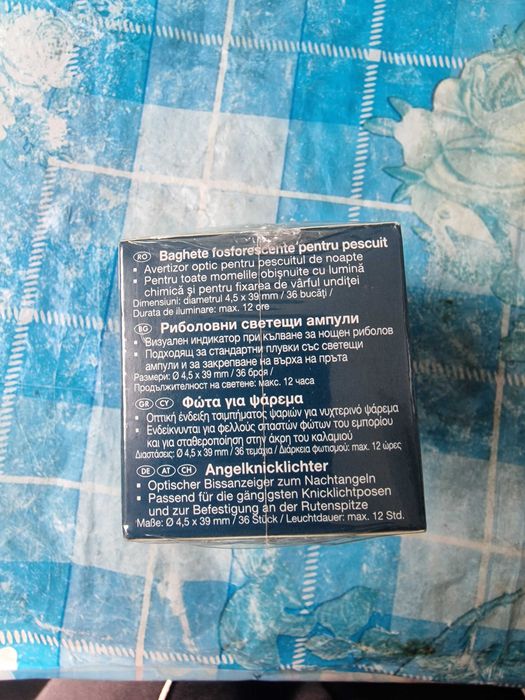 RO Baghete fosforescente pentru pescuit
• Avertizor optic pentru pescuitul de noapte
• Pentru toate momelile obișnuite cu lumină
chimică și pentru fixarea de vârful undiței
Dimensiuni: diametrul 4,5 x 39 mm / 36 bucăți /
Durata de iluminare: max. 12 ore
BG Риболовни светещи ампули
• Визуален индикатор при кълване за нощен риболов
• Подходящ за стандартни плувки със светещи
ампули и за закрепване на върха на пръта
Размери: Ø 4,5 x 39 mm / 36 броя /
Продължителност на светене: макс. 12 часа
GR CY Φώτα για ψάρεμα
• Οπτική ένδειξη τσιμπήματος ψαριών για νυχτερινό ψάρεμα
• Ενδείκνυνται για φελλούς σπαστών φώτων του εμπορίου
και για σταθεροποίηση στην άκρη του καλαμιού
Διαστάσεις: Ø 4,5 x 39 mm / 36 τεμάχια / Διάρκεια φωτισμού: max. 12 ώρες
DE AT CH Angelknicklichter
• Optischer Bissanzeiger zum Nachtangeln
• Passend für die gängigsten Knicklichtposen
und zur Befestigung an der Rutenspitze
Maße: Ø 4,5 x 39 mm / 36 Stück / Leuchtdauer: max. 12 Std.